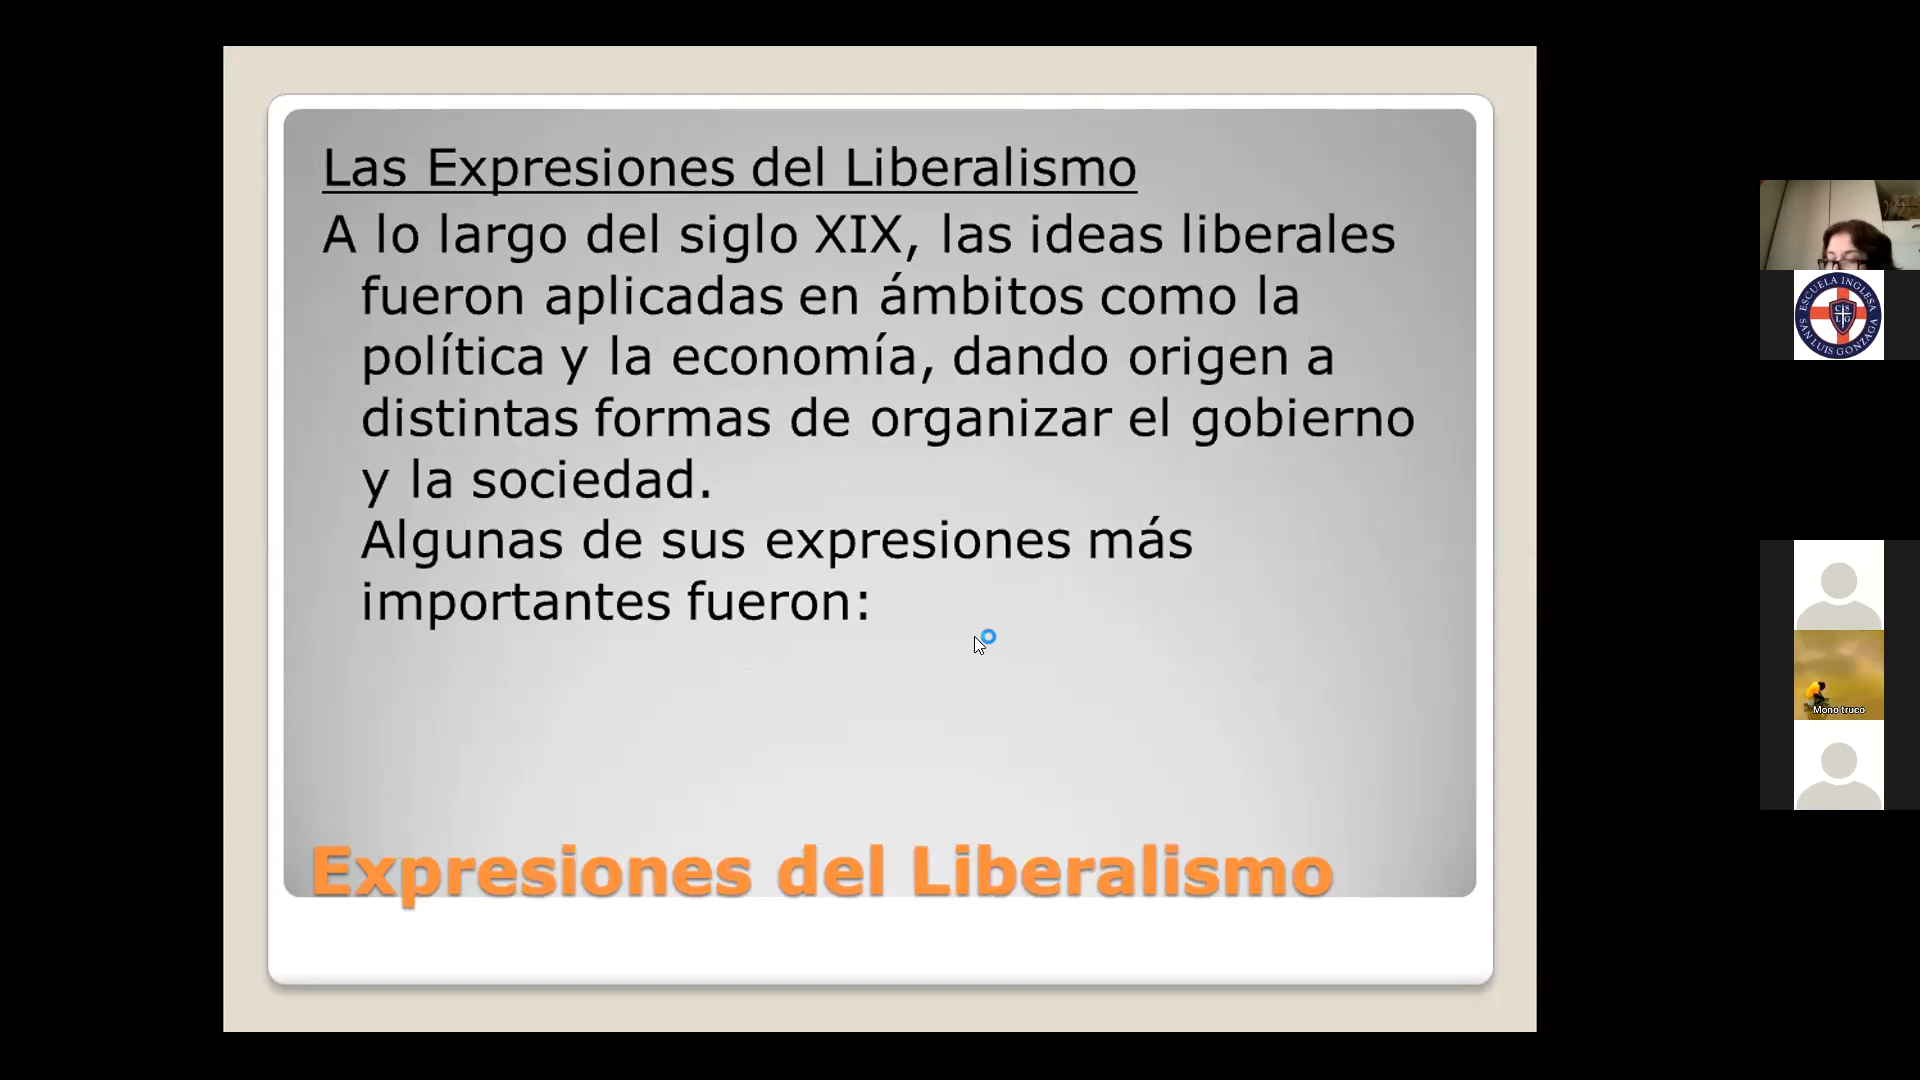 Las Expresiones del Liberalismo
A lo largo del siglo XIX, las ideas liberales
fueron aplicadas en ámbitos como la
política y la economía, dando origen a
distintas formas de organizar el gobierno
y la sociedad.
Algunas de sus expresiones más
importantes fueron:
Expresiones del Liberalismo
ESCUELA INGLESA
SAN LUIS GONZAGA
Mono truco